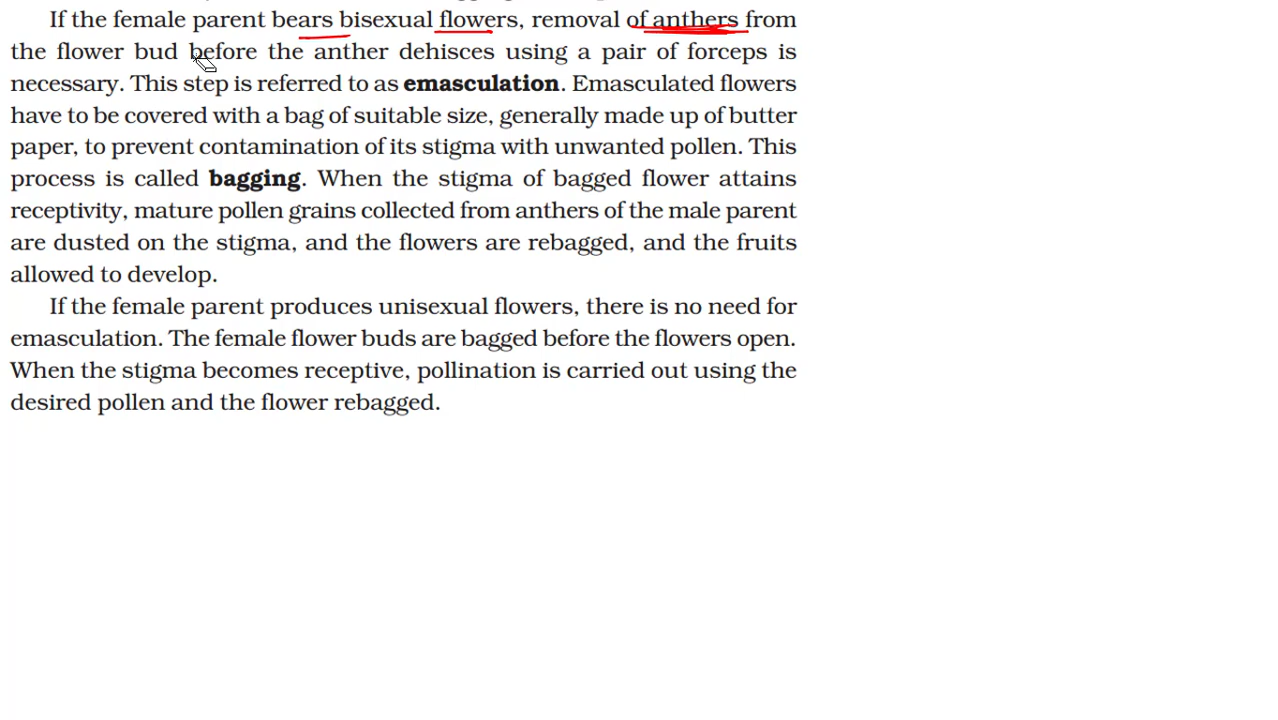 If the female parent bears bisexual flowers, removal of anthers from
the flower bud before the anther dehisces using a pair of forceps is
necessary. This step is referred to as emasculation. Emasculated flowers
have to be covered with a bag of suitable size, generally made up of butter
paper, to prevent contamination of its stigma with unwanted pollen. This
process is called bagging. When the stigma of bagged flower attains
receptivity, mature pollen grains collected from anthers of the male parent
are dusted on the stigma, and the flowers are rebagged, and the fruits
allowed to develop.
If the female parent produces unisexual flowers, there is no need for
emasculation. The female flower buds are bagged before the flowers open.
When the stigma becomes receptive, pollination is carried out using the
desired pollen and the flower rebagged.